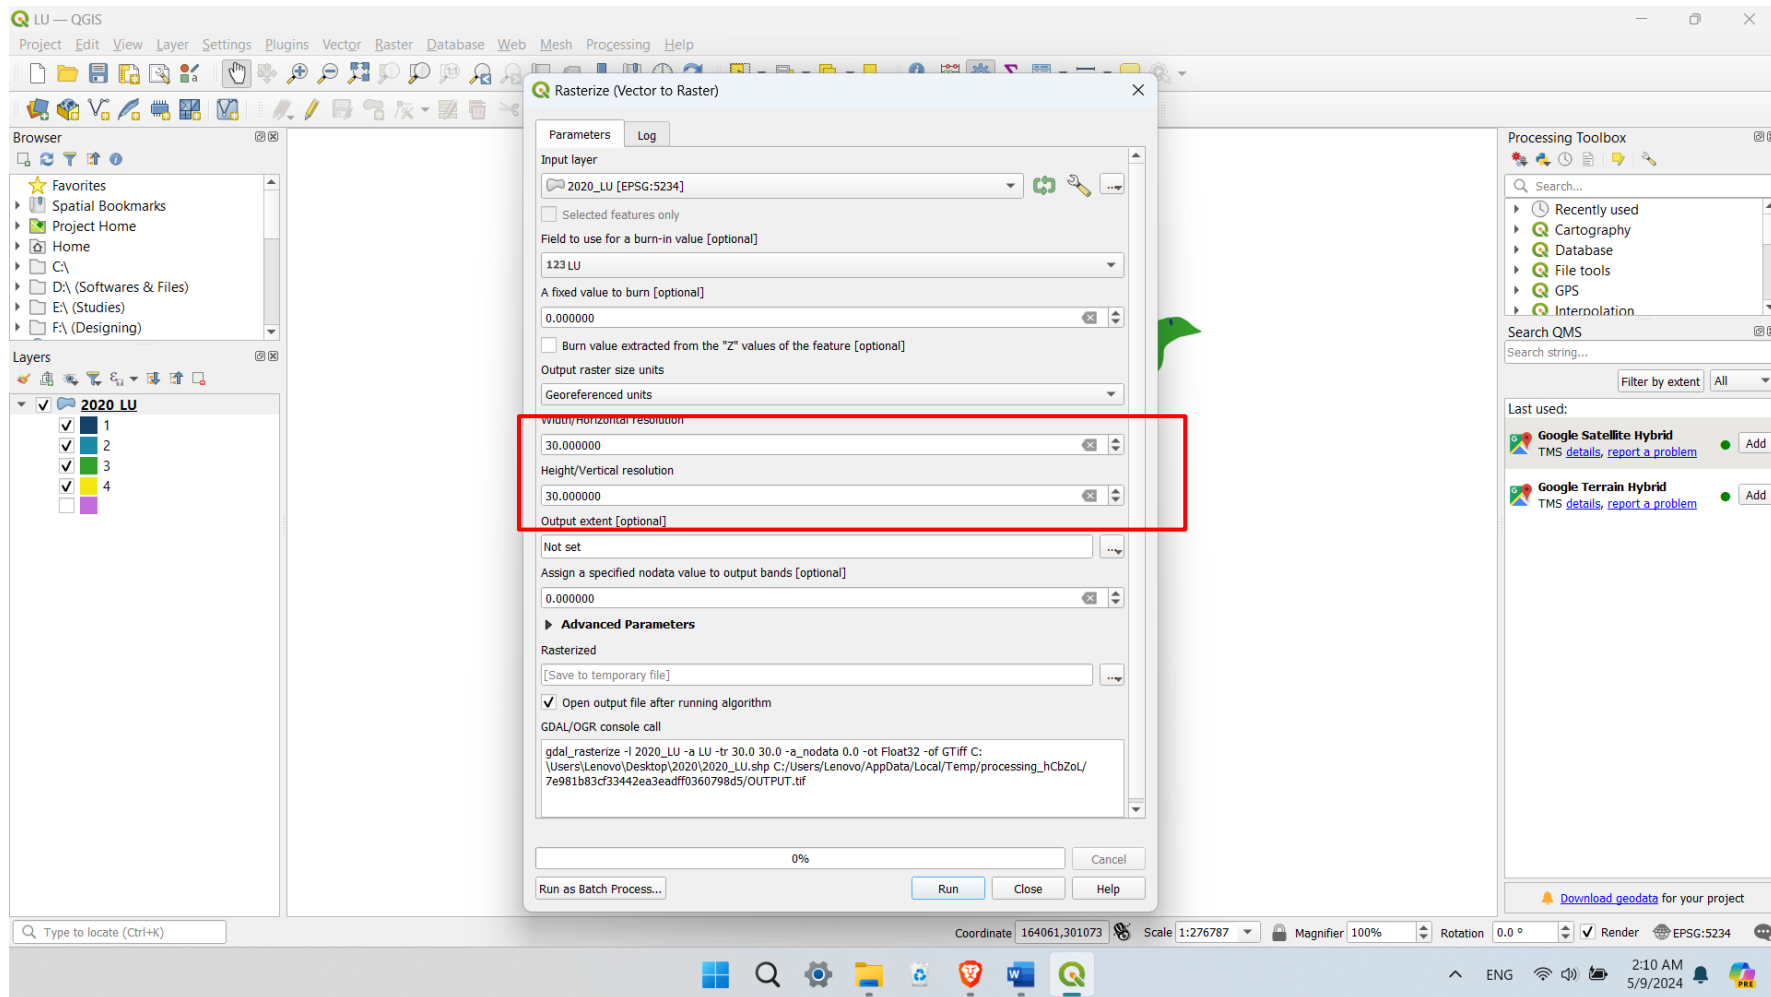 LU — QGIS
Project Edit View Layer Settings Plugins Vector Raster Database Web Mesh Processing Help
Browser
Favorites
Spatial Bookmarks
Project Home
Home
C:\
D:\ (Softwares & Files)
E:\ (Studies)
F:\ (Designing)
Layers
2020 LU
1
2
3
4
Rasterize (Vector to Raster)
Parameters
Log
Input layer
2020_LU [EPSG:5234]
Selected features only
Field to use for a burn-in value [optional]
123 LU
A fixed value to burn [optional]
0.000000
Burn value extracted from the "Z" values of the feature [optional]
Output raster size units
Georeferenced units
Width/Horizontal resolution
30.000000
Height/Vertical resolution
30.000000
Output extent [optional]
Not set
Assign a specified nodata value to output bands [optional]
0.000000
Advanced Parameters
Rasterized
[Save to temporary file]
Open output file after running algorithm
GDAL/OGR console call
gdal_rasterize -l 2020_LU -a LU -tr 30.0 30.0 -a_nodata 0.0 -ot Float32 -of GTiff C:
\Users\Lenovo\Desktop\2020\2020_LU.shp C:/Users/Lenovo/AppData/Local/Temp/processing_hCbZoL/
7e981b83cf33442ea3eadff0360798d5/OUTPUT.tif
0%
Cancel
Run as Batch Process...
Run
Close
Help
Processing Toolbox
Search...
Recently used
Cartography
Database
File tools
GPS
Interpolation
Search QMS
Search string...
Filter by extent
All
Last used:
Google Satellite Hybrid
TMS details, report a problem
Add
Google Terrain Hybrid
TMS details, report a problem
Add
Download geodata for your project
Type to locate (Ctrl+K)
Coordinate 164061,301073
Scale 1:276787
Magnifier 100%
Rotation 0.0 °
Render
EPSG:5234
ENG
2:10 AM
5/9/2024
PRE